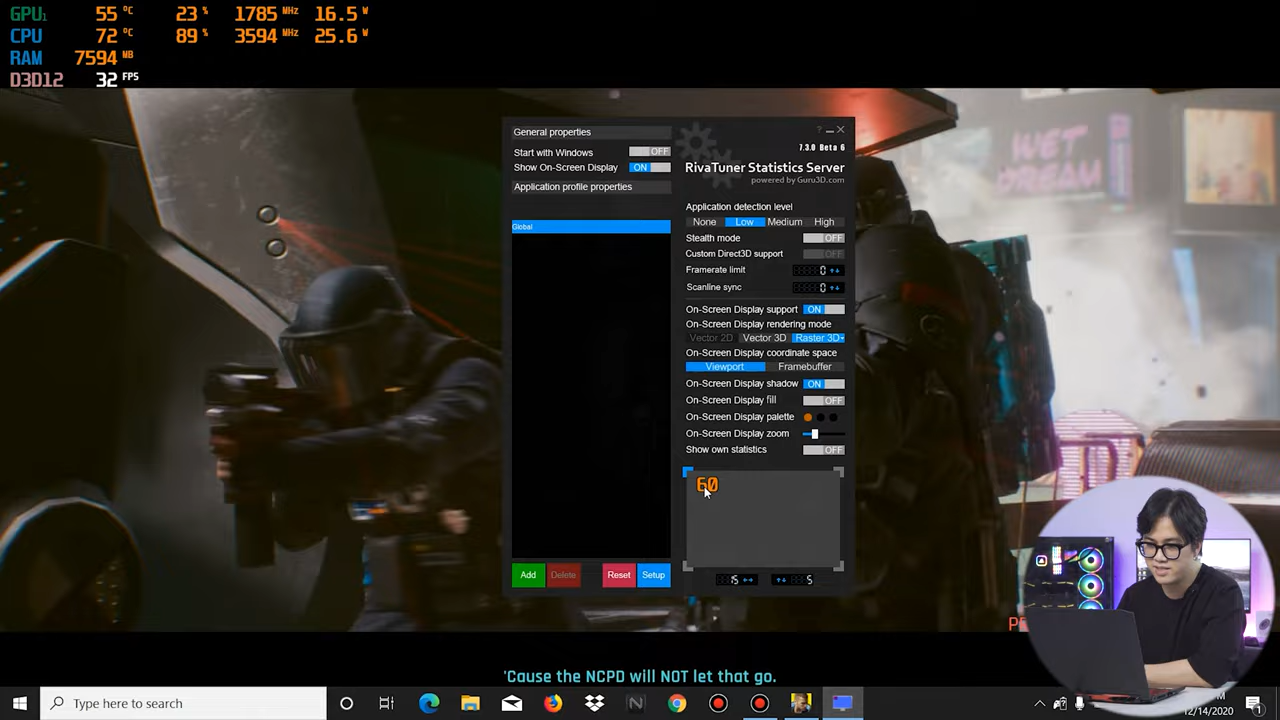 GPU1 55 °C 23 % 1785 MHz 16.5 W
CPU 72 °C 89 % 3594 MHz 25.6 W
RAM 7594 MB
D3D12 32 FPS
WET DREAM
General properties
Start with Windows OFF
Show On-Screen Display ON
Application profile properties
Global
Add Delete Reset Setup
? _ X
7.3.0 Beta 6
RivaTuner Statistics Server
powered by Guru3D.com
Application detection level
None Low Medium High
Stealth mode OFF
Custom Direct3D support OFF
Framerate limit 0
Scanline sync 0
On-Screen Display support ON
On-Screen Display rendering mode
Vector 2D Vector 3D Raster 3D
On-Screen Display coordinate space
Viewport Framebuffer
On-Screen Display shadow ON
On-Screen Display fill OFF
On-Screen Display palette
On-Screen Display zoom
Show own statistics OFF
60
15 5
'Cause the NCPD will NOT let that go.
Type here to search
12/14/2020
1